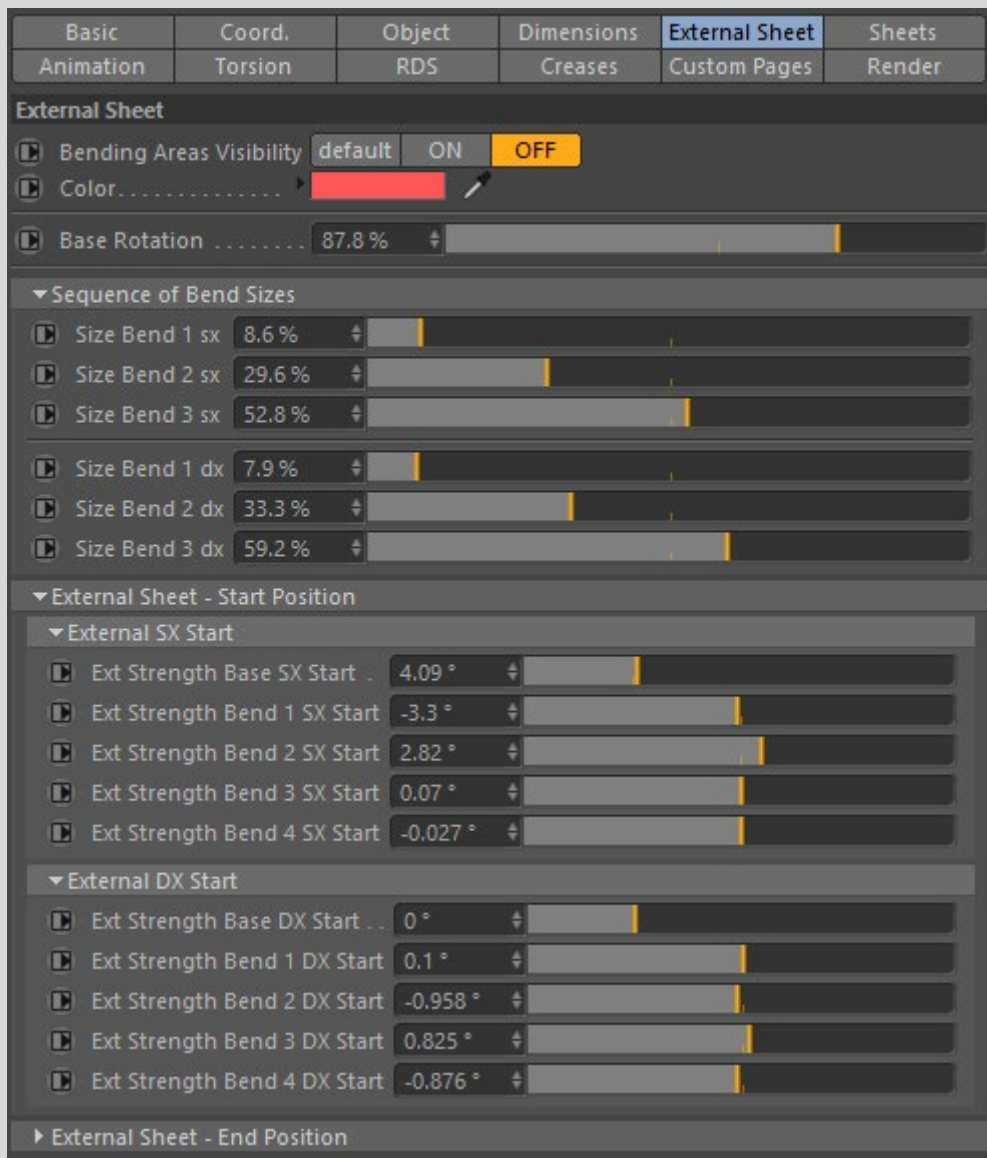 Basic Coord. Object Dimensions External Sheet Sheets
Animation Torsion RDS Creases Custom Pages Render
External Sheet
Bending Areas Visibility default ON OFF
Color. . . . . . . . . . . . . .
Base Rotation . . . . . . . . 87.8 %
Sequence of Bend Sizes
Size Bend 1 sx 8.6 %
Size Bend 2 sx 29.6 %
Size Bend 3 sx 52.8 %
Size Bend 1 dx 7.9 %
Size Bend 2 dx 33.3 %
Size Bend 3 dx 59.2 %
External Sheet - Start Position
External SX Start
Ext Strength Base SX Start . 4.09 °
Ext Strength Bend 1 SX Start -3.3 °
Ext Strength Bend 2 SX Start 2.82 °
Ext Strength Bend 3 SX Start 0.07 °
Ext Strength Bend 4 SX Start -0.027 °
External DX Start
Ext Strength Base DX Start . . 0 °
Ext Strength Bend 1 DX Start 0.1 °
Ext Strength Bend 2 DX Start -0.958 °
Ext Strength Bend 3 DX Start 0.825 °
Ext Strength Bend 4 DX Start -0.876 °
External Sheet - End Position